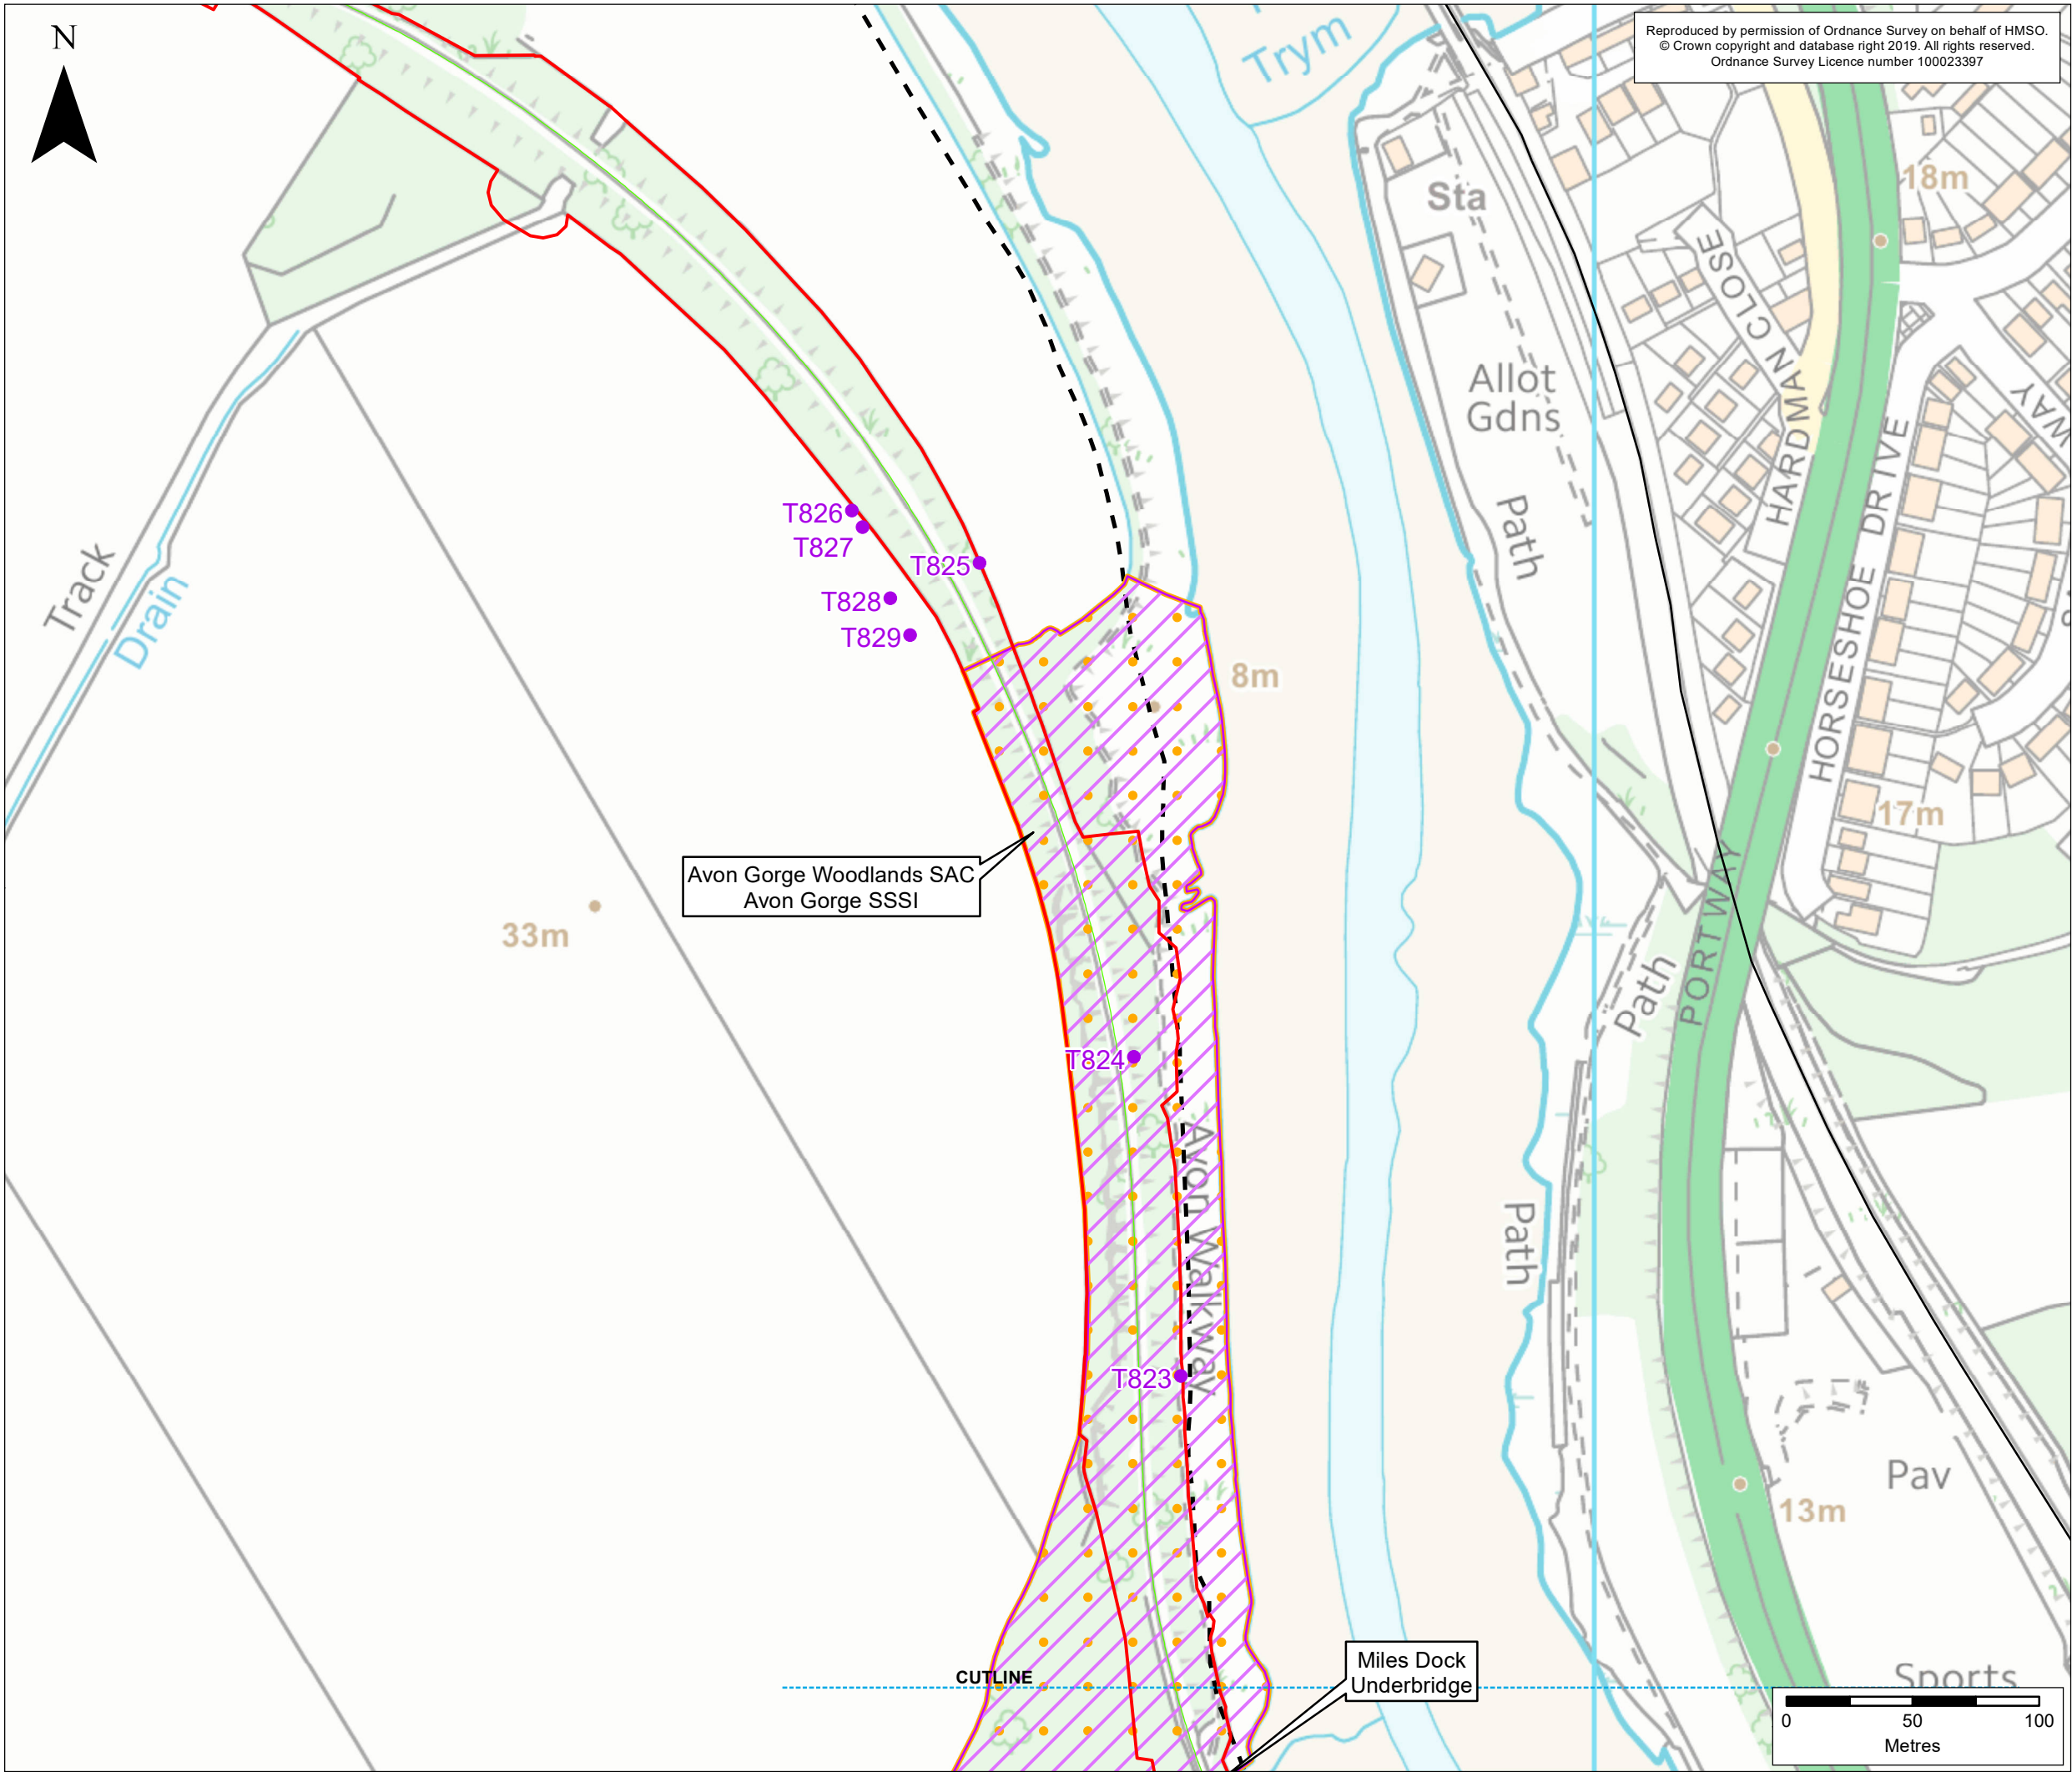 N
Reproduced by permission of Ordnance Survey on behalf of HMSO.
© Crown copyright and database right 2019. All rights reserved.
Ordnance Survey Licence number 100023397
Trym
18m
Sta
HARDMAN CLOSE
Allot
Gdns
WAY
HORSESHOE DRIVE
Path
T826
T827
T825
T828
T829
Track
Drain
8m
17m
Avon Gorge Woodlands SAC
Avon Gorge SSSI
33m
PORTWAY
Path
T824
Avon Walkway
Path
T823
Pav
13m
CUTLINE
Miles Dock
Underbridge
Sports
0 50 100
Metres